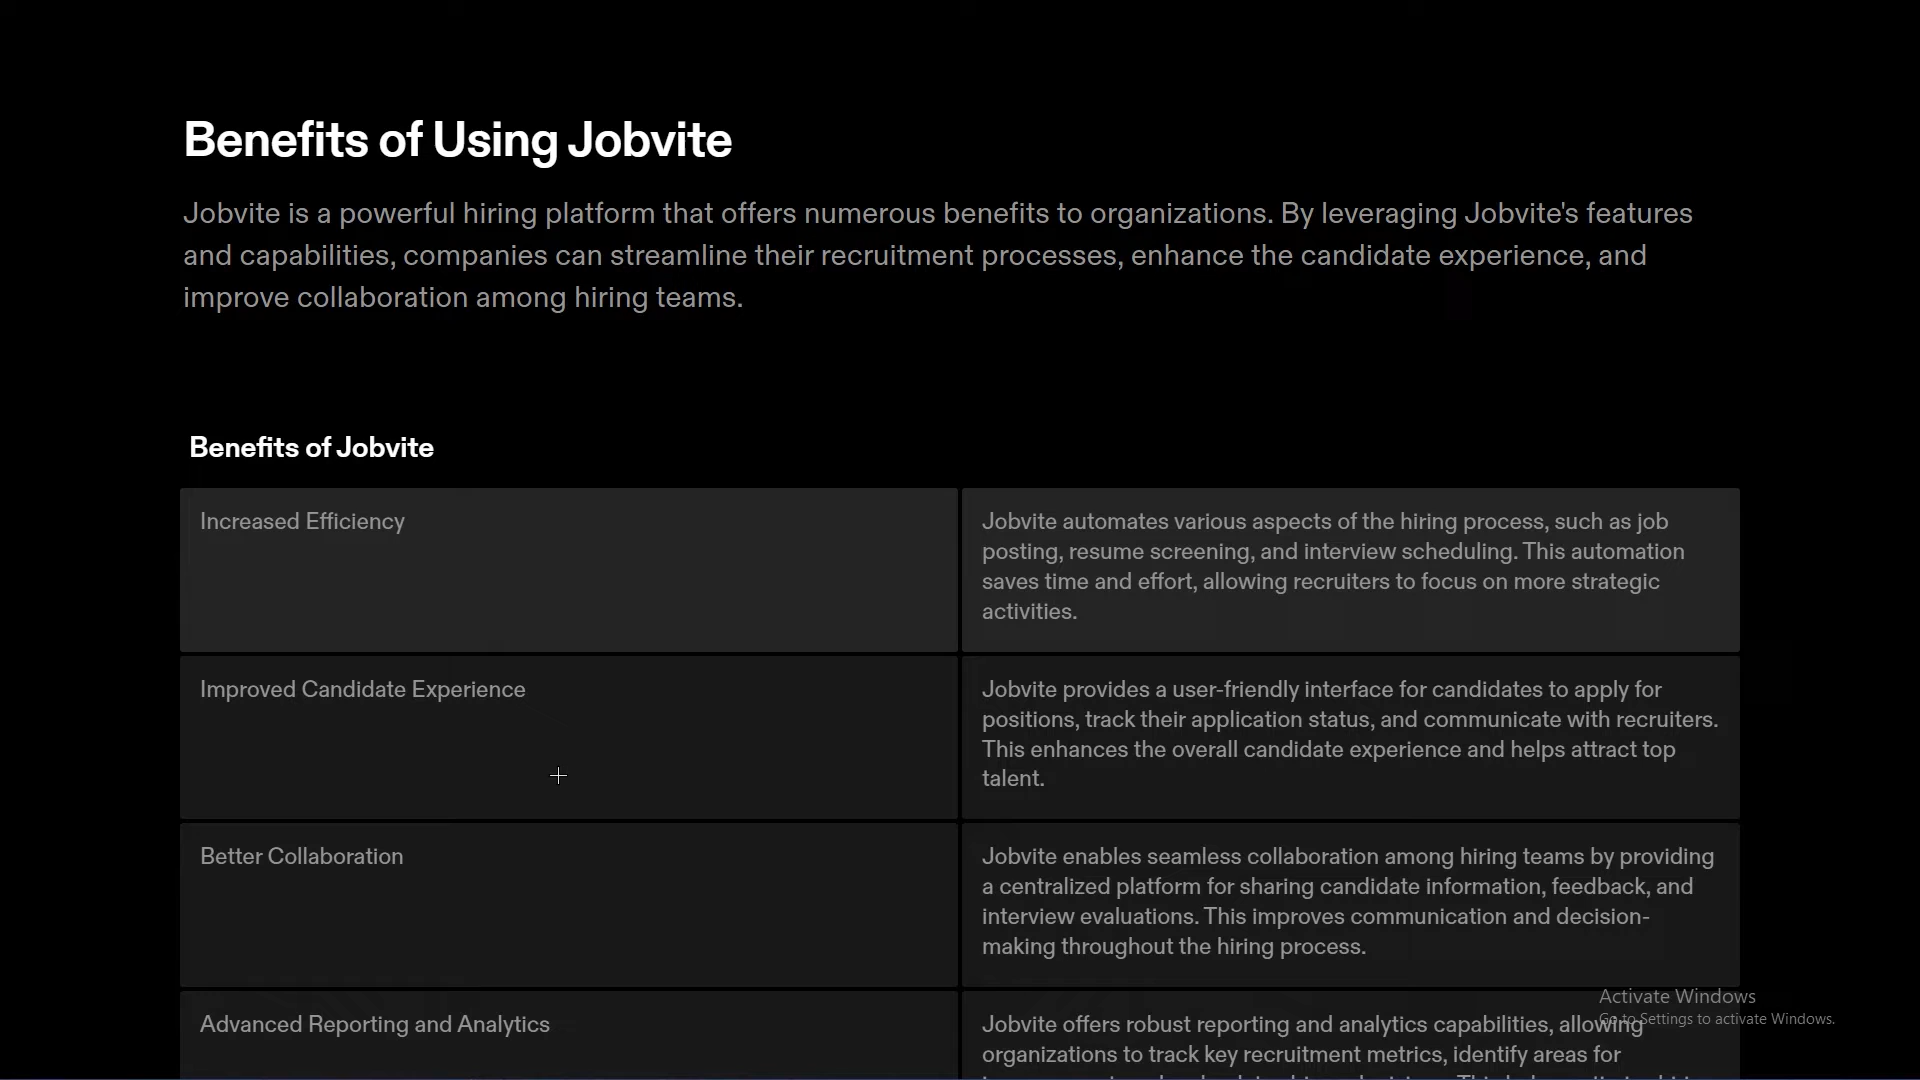 Benefits of Using Jobvite
Jobvite is a powerful hiring platform that offers numerous benefits to organizations. By leveraging Jobvite's features
and capabilities, companies can streamline their recruitment processes, enhance the candidate experience, and
improve collaboration among hiring teams.
Benefits of Jobvite
Increased Efficiency
Jobvite automates various aspects of the hiring process, such as job
posting, resume screening, and interview scheduling. This automation
saves time and effort, allowing recruiters to focus on more strategic
activities.
Improved Candidate Experience
Jobvite provides a user-friendly interface for candidates to apply for
positions, track their application status, and communicate with recruiters.
This enhances the overall candidate experience and helps attract top
talent.
Better Collaboration
Jobvite enables seamless collaboration among hiring teams by providing
a centralized platform for sharing candidate information, feedback, and
interview evaluations. This improves communication and decision-
making throughout the hiring process.
Advanced Reporting and Analytics
Jobvite offers robust reporting and analytics capabilities, allowing
organizations to track key recruitment metrics, identify areas for
Activate Windows
Go to Settings to activate Windows.